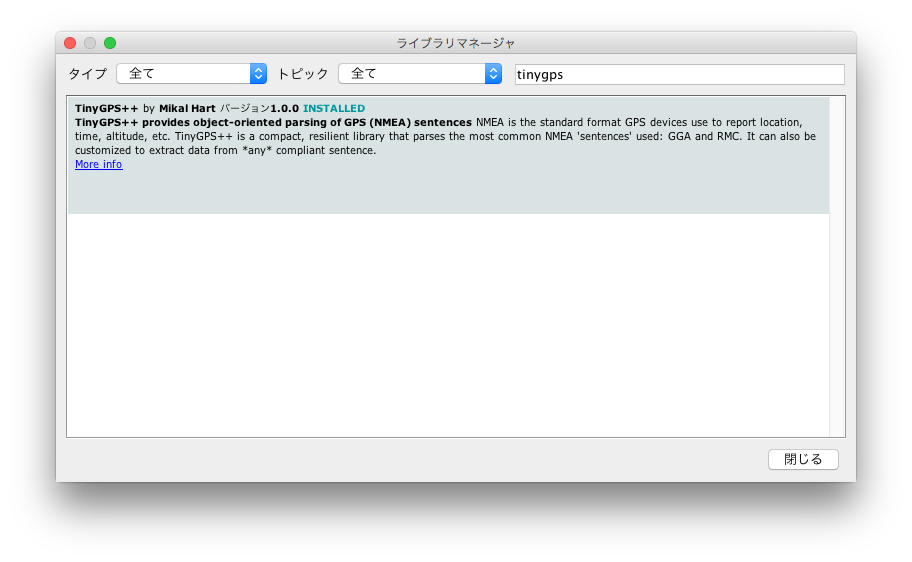 ライブラリマネージャ
タイプ 全て トピック 全て tinygps
TinyGPS++ by Mikal Hart バージョン1.0.0 INSTALLED
TinyGPS++ provides object-oriented parsing of GPS (NMEA) sentences NMEA is the standard format GPS devices use to report location,
time, altitude, etc. TinyGPS++ is a compact, resilient library that parses the most common NMEA 'sentences' used: GGA and RMC. It can also be
customized to extract data from *any* compliant sentence.
More info
閉じる